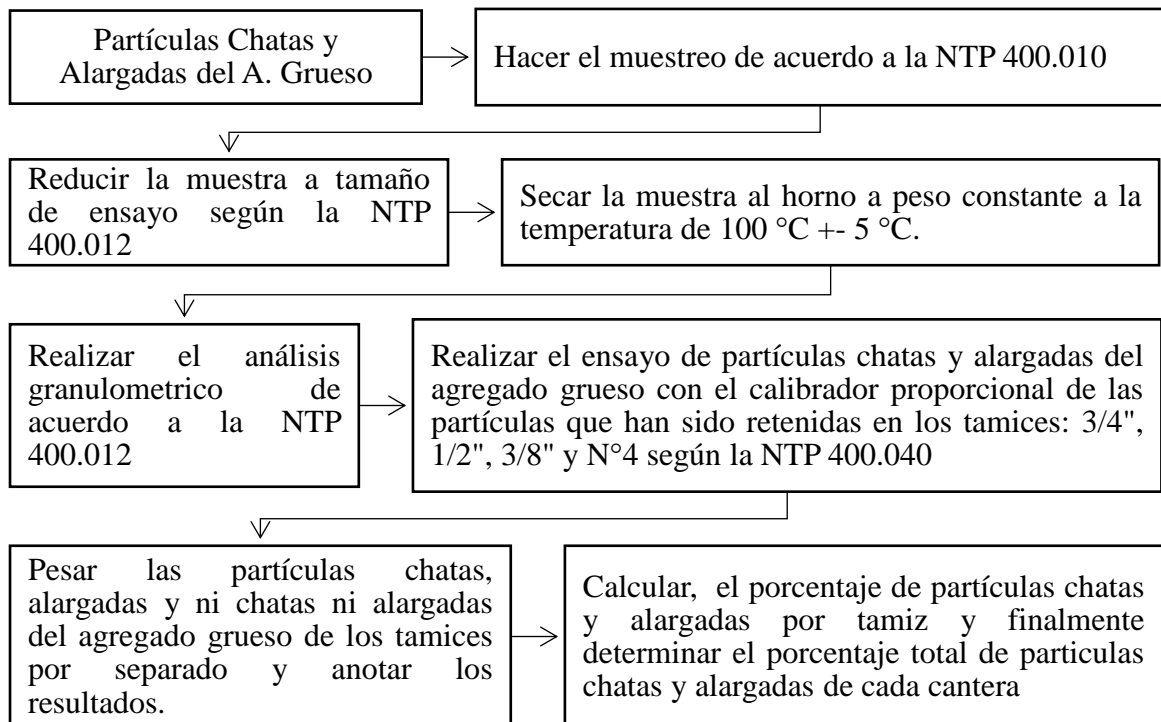 Partículas Chatas y
Alargadas del A. Grueso
Hacer el muestreo de acuerdo a la NTP 400.010
Reducir la muestra a tamaño
de ensayo según la NTP
400.012
Secar la muestra al horno a peso constante a la
temperatura de 100 °C +- 5 °C.
Realizar el análisis
granulometrico de
acuerdo a la NTP
400.012
Realizar el ensayo de partículas chatas y alargadas del
agregado grueso con el calibrador proporcional de las
partículas que han sido retenidas en los tamices: 3/4",
1/2", 3/8" y N°4 según la NTP 400.040
Pesar las partículas chatas,
alargadas y ni chatas ni alargadas
del agregado grueso de los tamices
por separado y anotar los
resultados.
Calcular, el porcentaje de partículas chatas
y alargadas por tamiz y finalmente
determinar el porcentaje total de particulas
chatas y alargadas de cada cantera